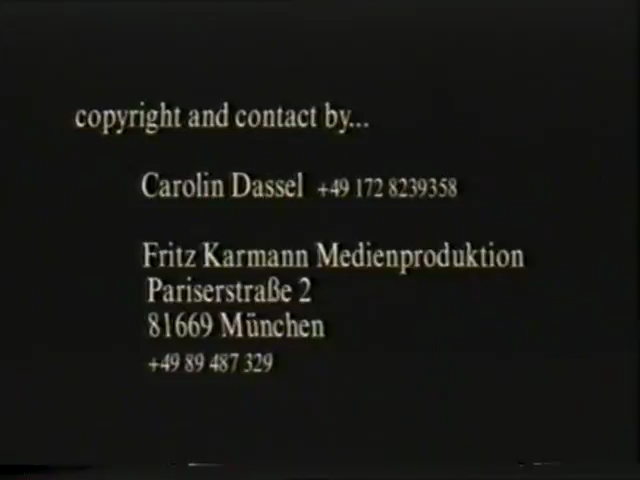 copyright and contact by...
Carolin Dassel +49 172 8239358
Fritz Karmann Medienproduktion
Pariserstraße 2
81669 München
+49 89 487 329